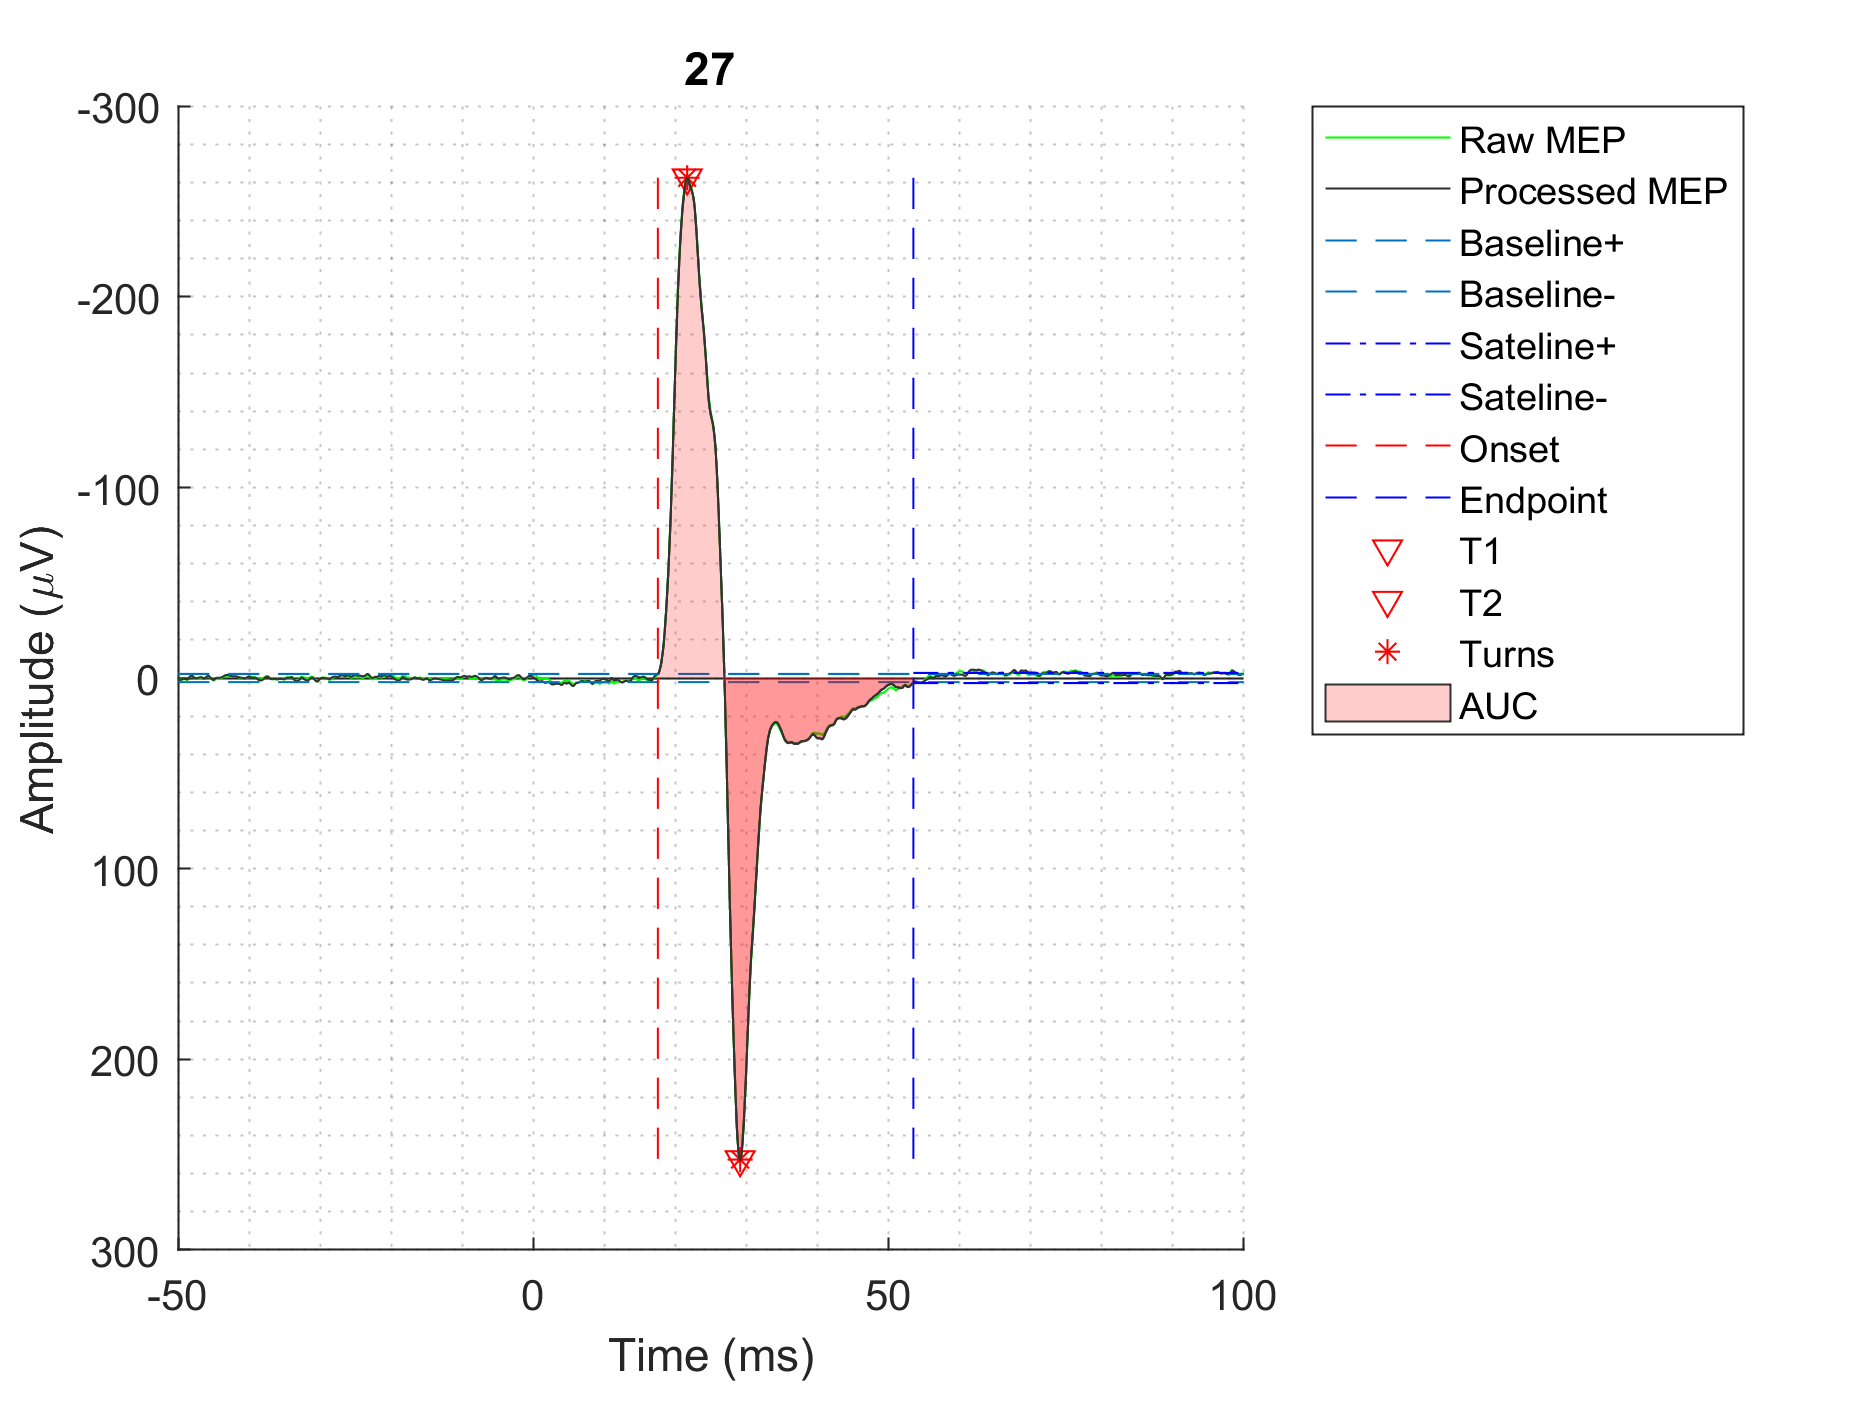 27
-300
-200
-100
0
100
200
300
Amplitude (μV)
-50
0
50
100
Time (ms)
Raw MEP
Processed MEP
Baseline+
Baseline-
Sateline+
Sateline-
Onset
Endpoint
T1
T2
Turns
AUC